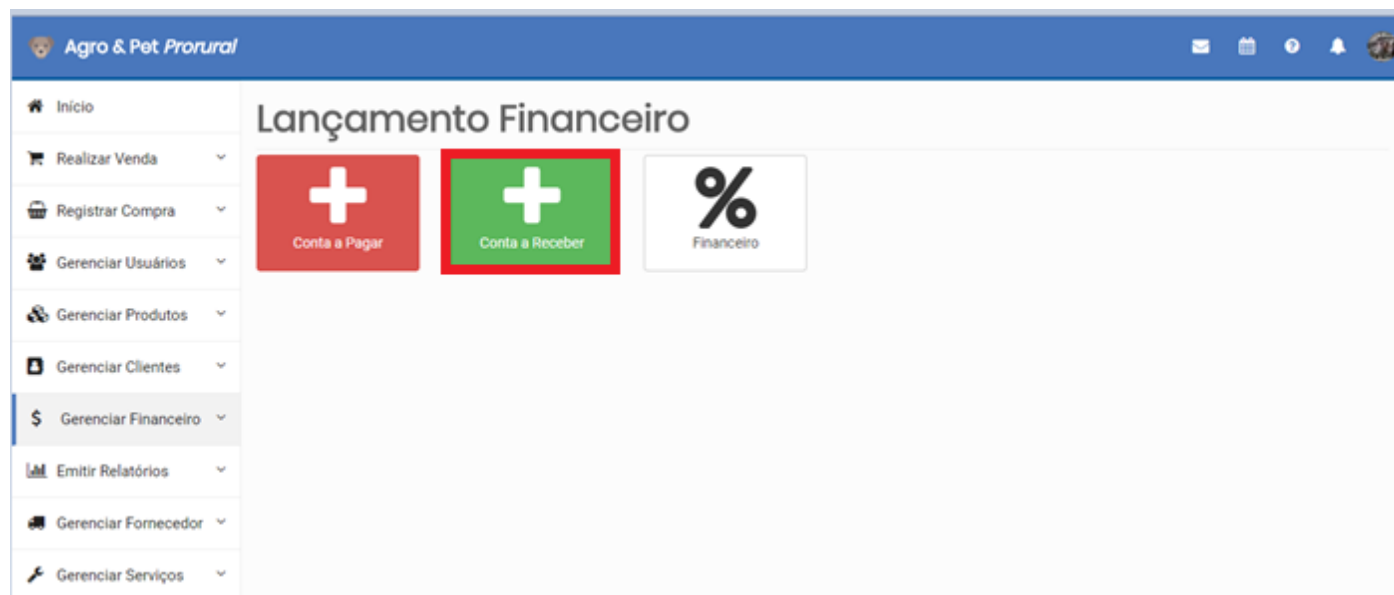 Agro & Pet Prorural
Início
Realizar Venda
Registrar Compra
Gerenciar Usuários
Gerenciar Produtos
Gerenciar Clientes
$ Gerenciar Financeiro
Emitir Relatórios
Gerenciar Fornecedor
Gerenciar Serviços
Lançamento Financeiro
Conta a Pagar
Conta a Receber
%
Financeiro